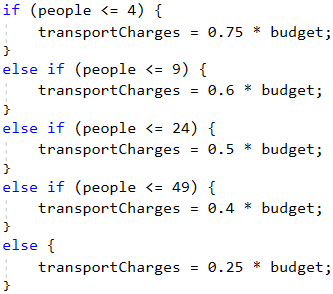 if (people <= 4) {
    transportCharges = 0.75 * budget;
}
else if (people <= 9) {
    transportCharges = 0.6 * budget;
}
else if (people <= 24) {
    transportCharges = 0.5 * budget;
}
else if (people <= 49) {
    transportCharges = 0.4 * budget;
}
else {
    transportCharges = 0.25 * budget;
}